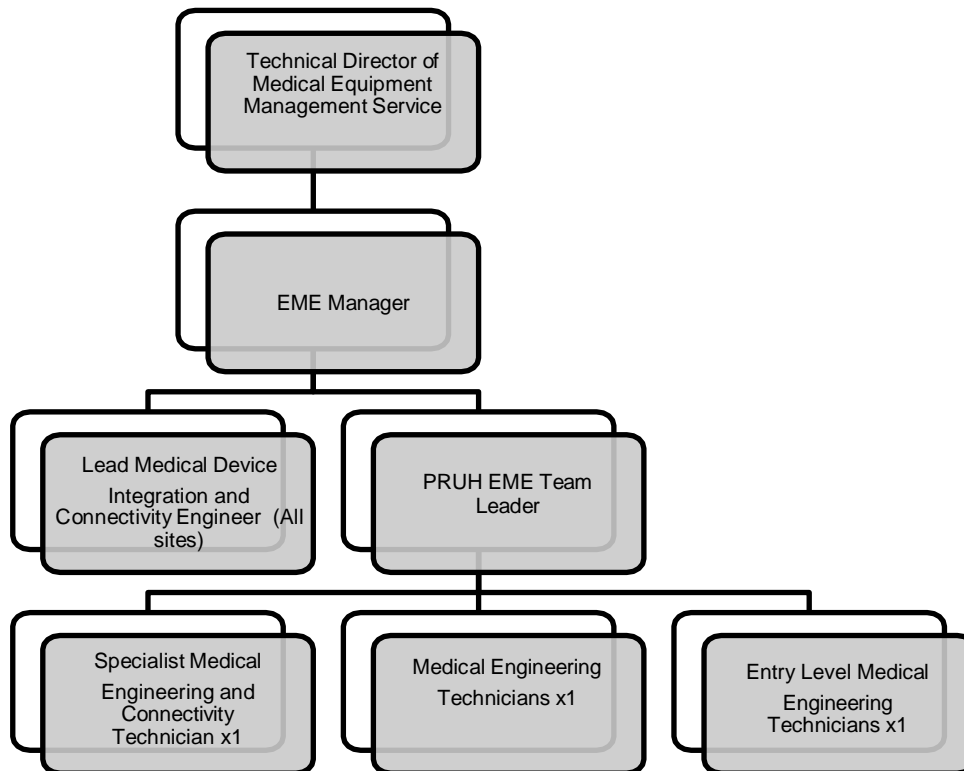 Technical Director of
Medical Equipment
Management Service
EME Manager
Lead Medical Device
Integration and
Connectivity Engineer (All
sites)
PRUH EME Team
Leader
Specialist Medical
Engineering and
Connectivity
Technician x1
Medical Engineering
Technicians x1
Entry Level Medical
Engineering
Technicians x1